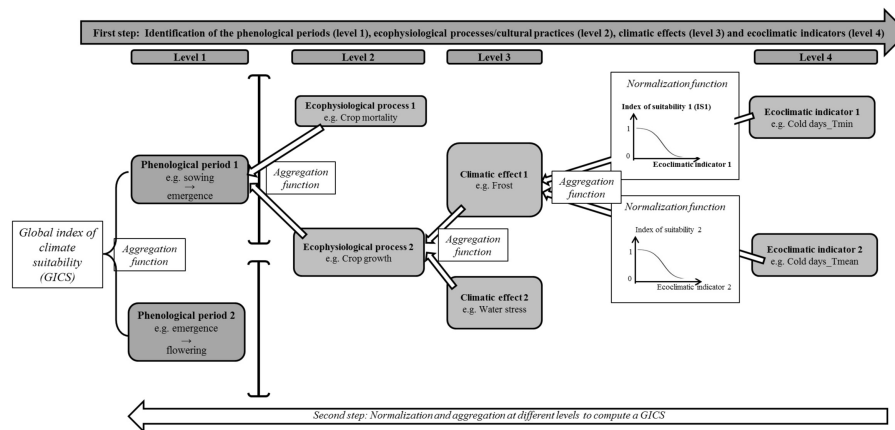 First step: Identification of the phenological periods (level 1), ecophysiological processes/cultural practices (level 2), climatic effects (level 3) and ecoclimatic indicators (level 4)
Level 1
Level 2
Level 3
Level 4
Global index of
climate
suitability
(GICS)
Aggregation
function
Phenological period 1
e.g. sowing
→
emergence
Phenological period 2
e.g. emergence
→
flowering
Aggregation
function
Ecophysiological process 1
e.g. Crop mortality
Ecophysiological process 2
e.g. Crop growth
Aggregation
function
Climatic effect 1
e.g. Frost
Climatic effect 2
e.g. Water stress
Aggregation
function
Normalization function
Index of suitability 1 (IS1)
1
0
Ecoclimatic indicator 1
Normalization function
Index of suitability 2
1
0
Ecoclimatic indicator 2
Ecoclimatic indicator 1
e.g. Cold days_Tmin
Ecoclimatic indicator 2
e.g. Cold days_Tmean
Second step: Normalization and aggregation at different levels to compute a GICS